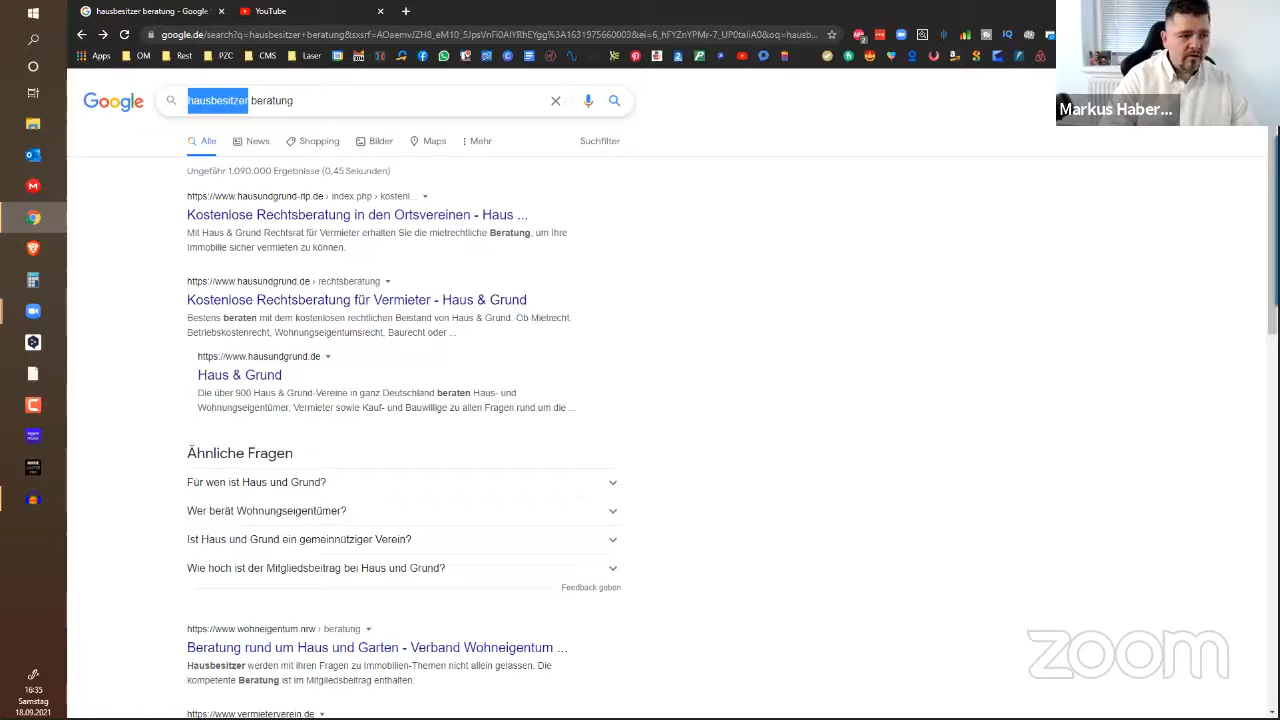 hausbesitzer beratung - Google
YouTube
google.de
Apps
Rest
Markus Haber...
Google
hausbesitzer beratung
Alle
News
Shopping
Bilder
Maps
Mehr
Suchfilter
Ungefähr 1.090.000 Ergebnisse (0,45 Sekunden)
https://www.hausundgrund-rlp.de › index.php › kostenl...
Kostenlose Rechtsberatung in den Ortsvereinen - Haus ...
Mit Haus & Grund Rechtsrat für Vermieter erhalten Sie die mietrechtliche Beratung, um Ihre
Immobilie sicher vermieten zu können.
https://www.hausundgrund.de › rechtsberatung
Kostenlose Rechtsberatung für Vermieter - Haus & Grund
Bestens beraten mit dem kostenlosen rechtlichen Beistand von Haus & Grund. Ob Mietrecht,
Betriebskostenrecht, Wohnungseigentumsrecht, Baurecht oder ...
https://www.hausundgrund.de
Haus & Grund
Die über 900 Haus & Grund-Vereine in ganz Deutschland beraten Haus- und
Wohnungseigentümer, Vermieter sowie Kauf- und Bauwillige zu allen Fragen rund um die ...
Ähnliche Fragen
Für wen ist Haus und Grund?
Wer berät Wohnungseigentümer?
Ist Haus und Grund ein gemeinnütziger Verein?
Wie hoch ist der Mitgliedsbeitrag bei Haus und Grund?
Feedback geben
https://www.wohneigentum.nrw › beratung
Beratung rund um Haus und Garten - Verband Wohneigentum ...
Hausbesitzer werden mit ihren Fragen zu Immobilien-Themen nicht allein gelassen. Die
kompetente Beratung ist im Mitgliedsbeitrag enthalten.
https://www.vermieterverein.de
zoom
16:35
Samstag
18.09.2021